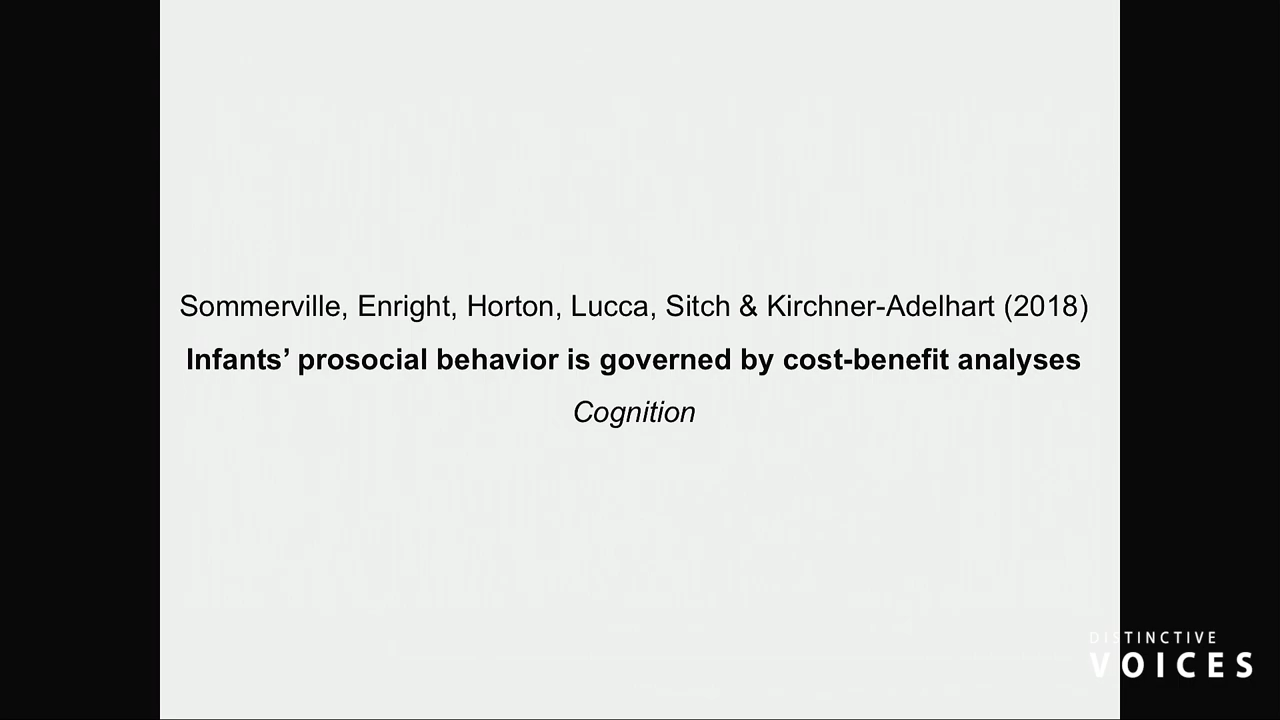 Sommerville, Enright, Horton, Lucca, Sitch & Kirchner-Adelhart (2018)
Infants’ prosocial behavior is governed by cost-benefit analyses
Cognition
DISTINCTIVE
VOICES